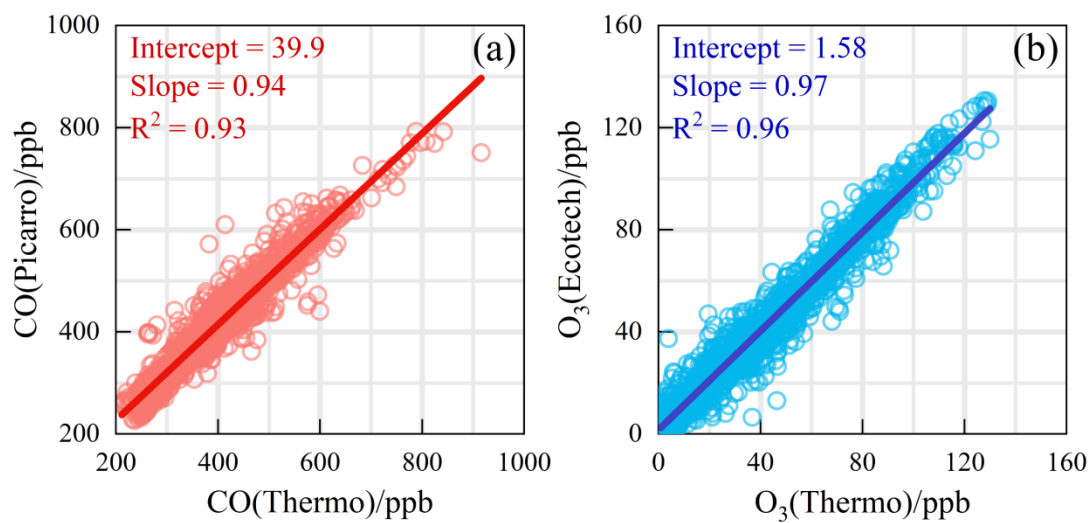 (a)
Intercept = 39.9
Slope = 0.94
R² = 0.93
CO(Picarro)/ppb
1000
800
600
400
200
200 400 600 800 1000
CO(Thermo)/ppb
(b)
Intercept = 1.58
Slope = 0.97
R² = 0.96
O₃(Ecotech)/ppb
160
120
80
40
0
0 40 80 120 160
O₃(Thermo)/ppb